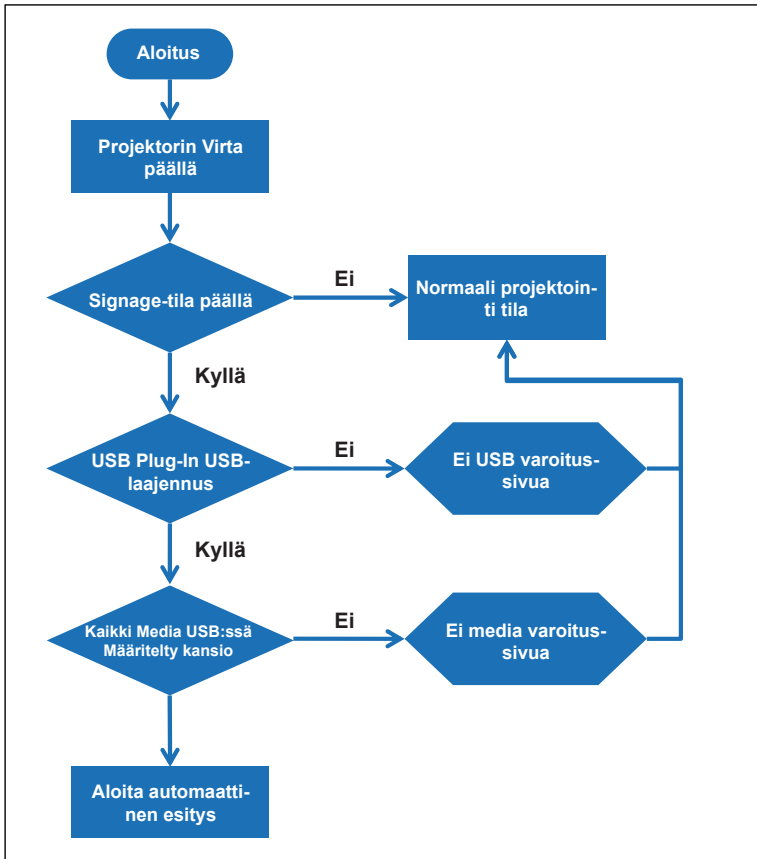 Aloitus
Projektorin Virta
päällä
Signage-tila päällä
Ei
Normaali projektoin-
ti tila
Kyllä
USB Plug-In USB-
laajennus
Ei
Ei USB varoitus-
sivua
Kyllä
Kaikki Media USB:ssä
Määritelty kansio
Ei
Ei media varoitus-
sivua
Aloita automaatti-
nen esitys